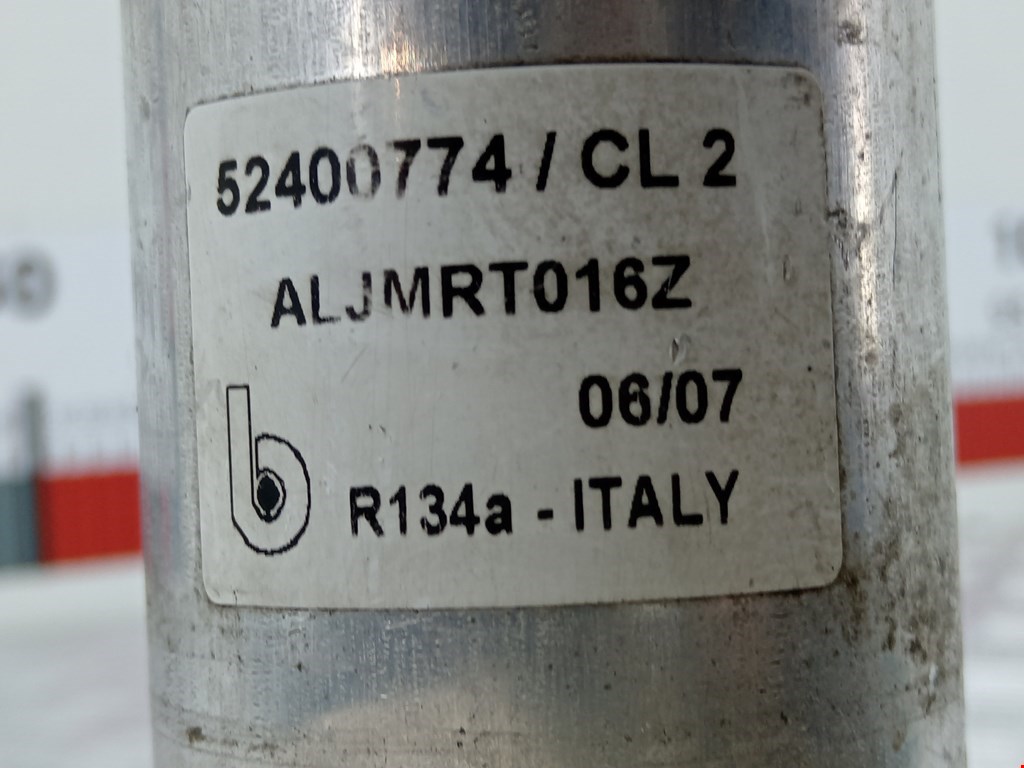 52400774 / CL 2
ALJMRT016Z
06/07
b
R134a - ITALY